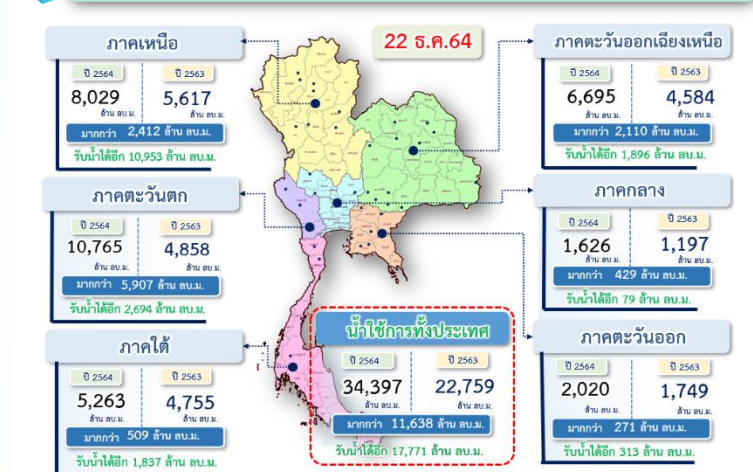 22 ธ.ค.64
ภาคเหนือ
ปี 2564 ปี 2563
8,029 5,617
ล้าน ลบ.ม. ล้าน ลบ.ม.
มากกว่า 2,412 ล้าน ลบ.ม.
รับน้ำได้อีก 10,953 ล้าน ลบ.ม.
ภาคตะวันออกเฉียงเหนือ
ปี 2564 ปี 2563
6,695 4,584
ล้าน ลบ.ม. ล้าน ลบ.ม.
มากกว่า 2,110 ล้าน ลบ.ม.
รับน้ำได้อีก 1,896 ล้าน ลบ.ม.
ภาคตะวันตก
ปี 2564 ปี 2563
10,765 4,858
ล้าน ลบ.ม. ล้าน ลบ.ม.
มากกว่า 5,907 ล้าน ลบ.ม.
รับน้ำได้อีก 2,694 ล้าน ลบ.ม.
ภาคกลาง
ปี 2564 ปี 2563
1,626 1,197
ล้าน ลบ.ม. ล้าน ลบ.ม.
มากกว่า 429 ล้าน ลบ.ม.
รับน้ำได้อีก 79 ล้าน ลบ.ม.
ภาคใต้
ปี 2564 ปี 2563
5,263 4,755
ล้าน ลบ.ม. ล้าน ลบ.ม.
มากกว่า 509 ล้าน ลบ.ม.
รับน้ำได้อีก 1,837 ล้าน ลบ.ม.
น้ำใช้การทั้งประเทศ
ปี 2564 ปี 2563
34,397 22,759
ล้าน ลบ.ม. ล้าน ลบ.ม.
มากกว่า 11,638 ล้าน ลบ.ม.
รับน้ำได้อีก 17,771 ล้าน ลบ.ม.
ภาคตะวันออก
ปี 2564 ปี 2563
2,020 1,749
ล้าน ลบ.ม. ล้าน ลบ.ม.
มากกว่า 271 ล้าน ลบ.ม.
รับน้ำได้อีก 313 ล้าน ลบ.ม.